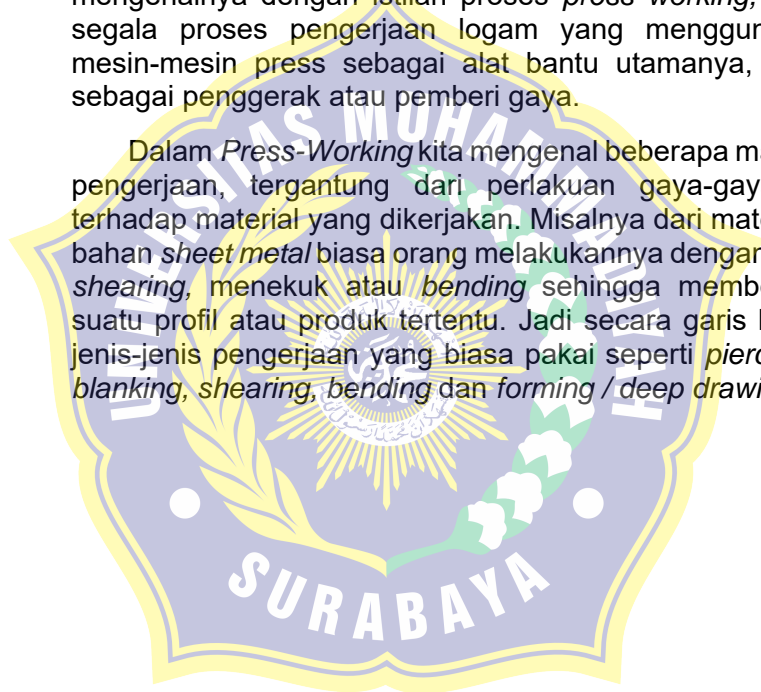 mengenalnya dengan istilah proses press working,
segala proses pengerjaan logam yang menggun
mesin-mesin press sebagai alat bantu utamanya,
sebagai penggerak atau pemberi gaya.
Dalam Press-Working kita mengenal beberapa ma
pengerjaan, tergantung dari perlakuan gaya-gay
terhadap material yang dikerjakan. Misalnya dari mate
bahan sheet metal biasa orang melakukannya dengan
shearing, menekuk atau bending sehingga membe
suatu profil atau produk tertentu. Jadi secara garis
jenis-jenis pengerjaan yang biasa pakai seperti pierc
blanking, shearing, bending dan forming / deep drawi
UNIVERSITAS MUHAMMADIYAH
SURABAYA